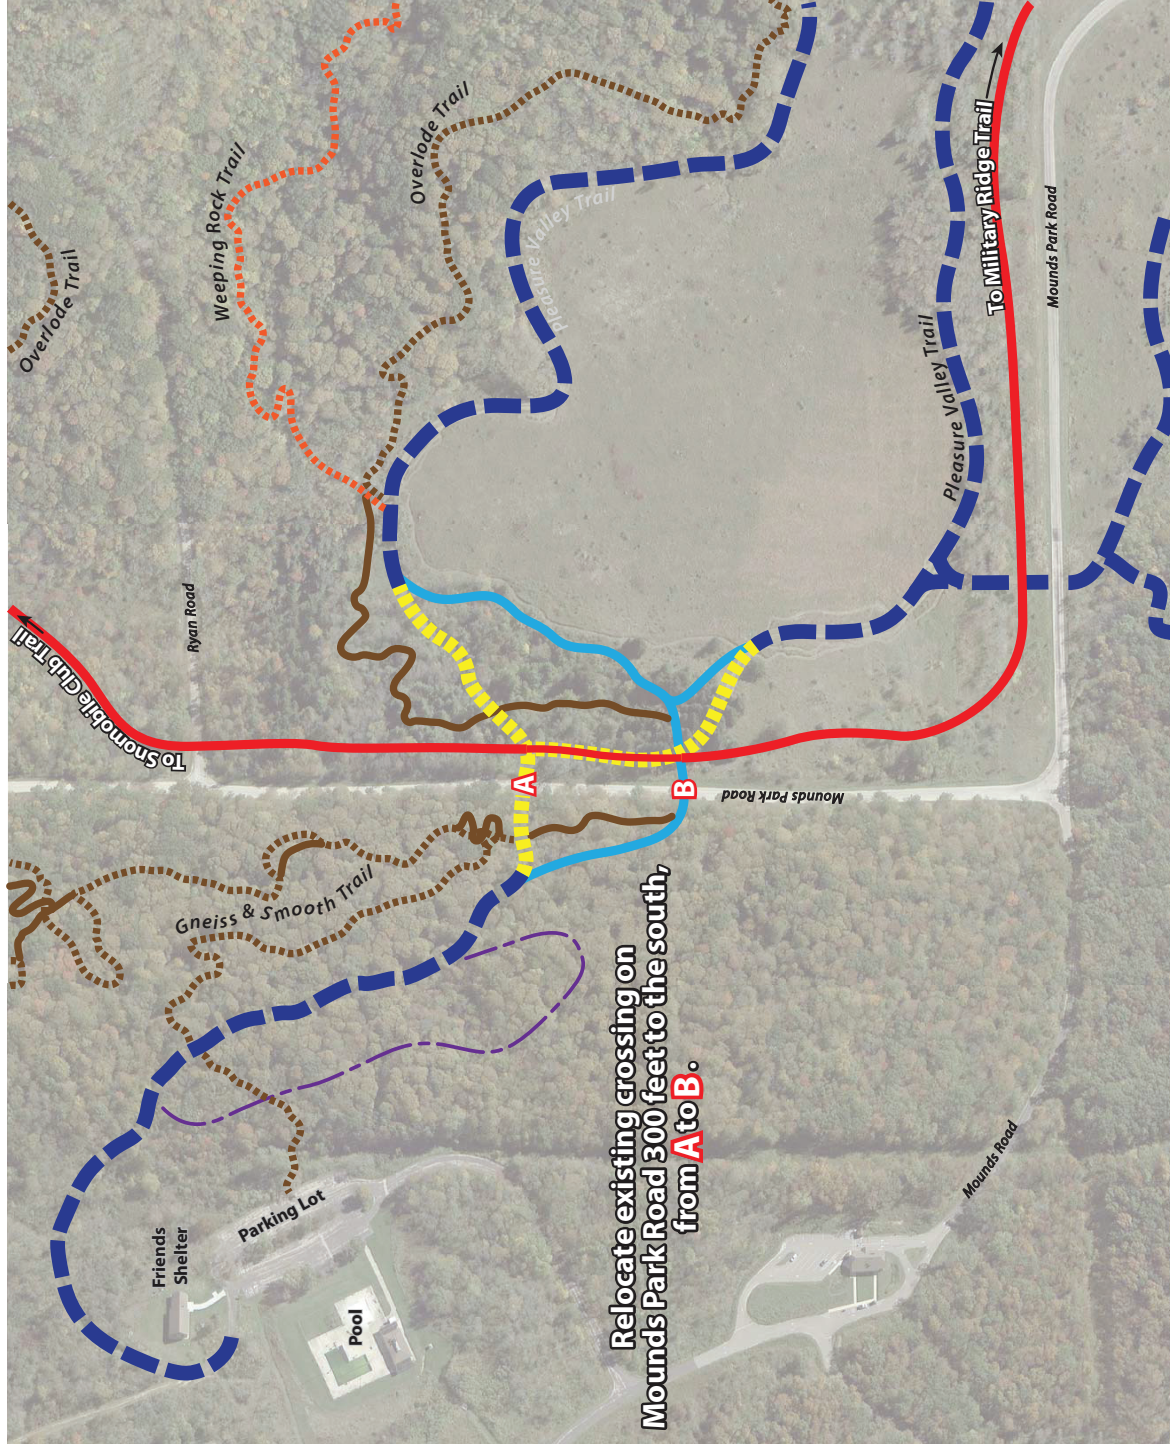 Overlode Trail
Weeping Rock Trail
Overlode Trail
Pleasure Valley Trail
To Military Ridge Trail
Mounds Park Road
Pleasure Valley Trail
Ryan Road
To Snomobile Club Trail
A
B
Mounds Park Road
Gneiss & Smooth Trail
Relocate existing crossing on
Mounds Park Road 300 feet to the south,
from A to B.
Mounds Road
Parking Lot
Friends
Shelter
Pool